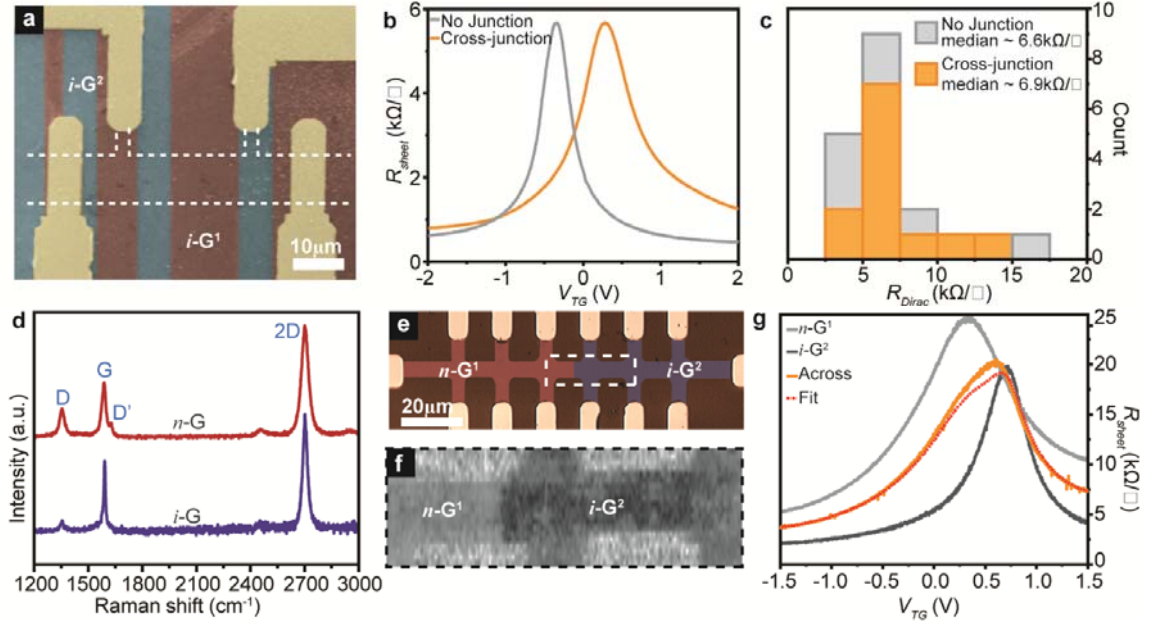 a
i-G²
i-G¹
10μm
b
No Junction
Cross-junction
R_sheet (kΩ/□)
6
4
2
0
-2
-1
0
1
2
V_TG (V)
c
No Junction
median ~ 6.6kΩ/□
Cross-junction
median ~ 6.9kΩ/□
10
8
6
4
2
0
Count
0
5
10
15
20
R_Dirac (kΩ/□)
d
D
G
D'
2D
n-G
i-G
Intensity (a.u.)
1200
1500
1800
2100
2400
2700
3000
Raman shift (cm⁻¹)
e
n-G¹
i-G²
20μm
f
n-G¹
i-G²
g
n-G¹
i-G²
Across
Fit
25
20
15
10
5
0
R_sheet (kΩ/□)
-1.5
-1.0
-0.5
0.0
0.5
1.0
1.5
V_TG (V)